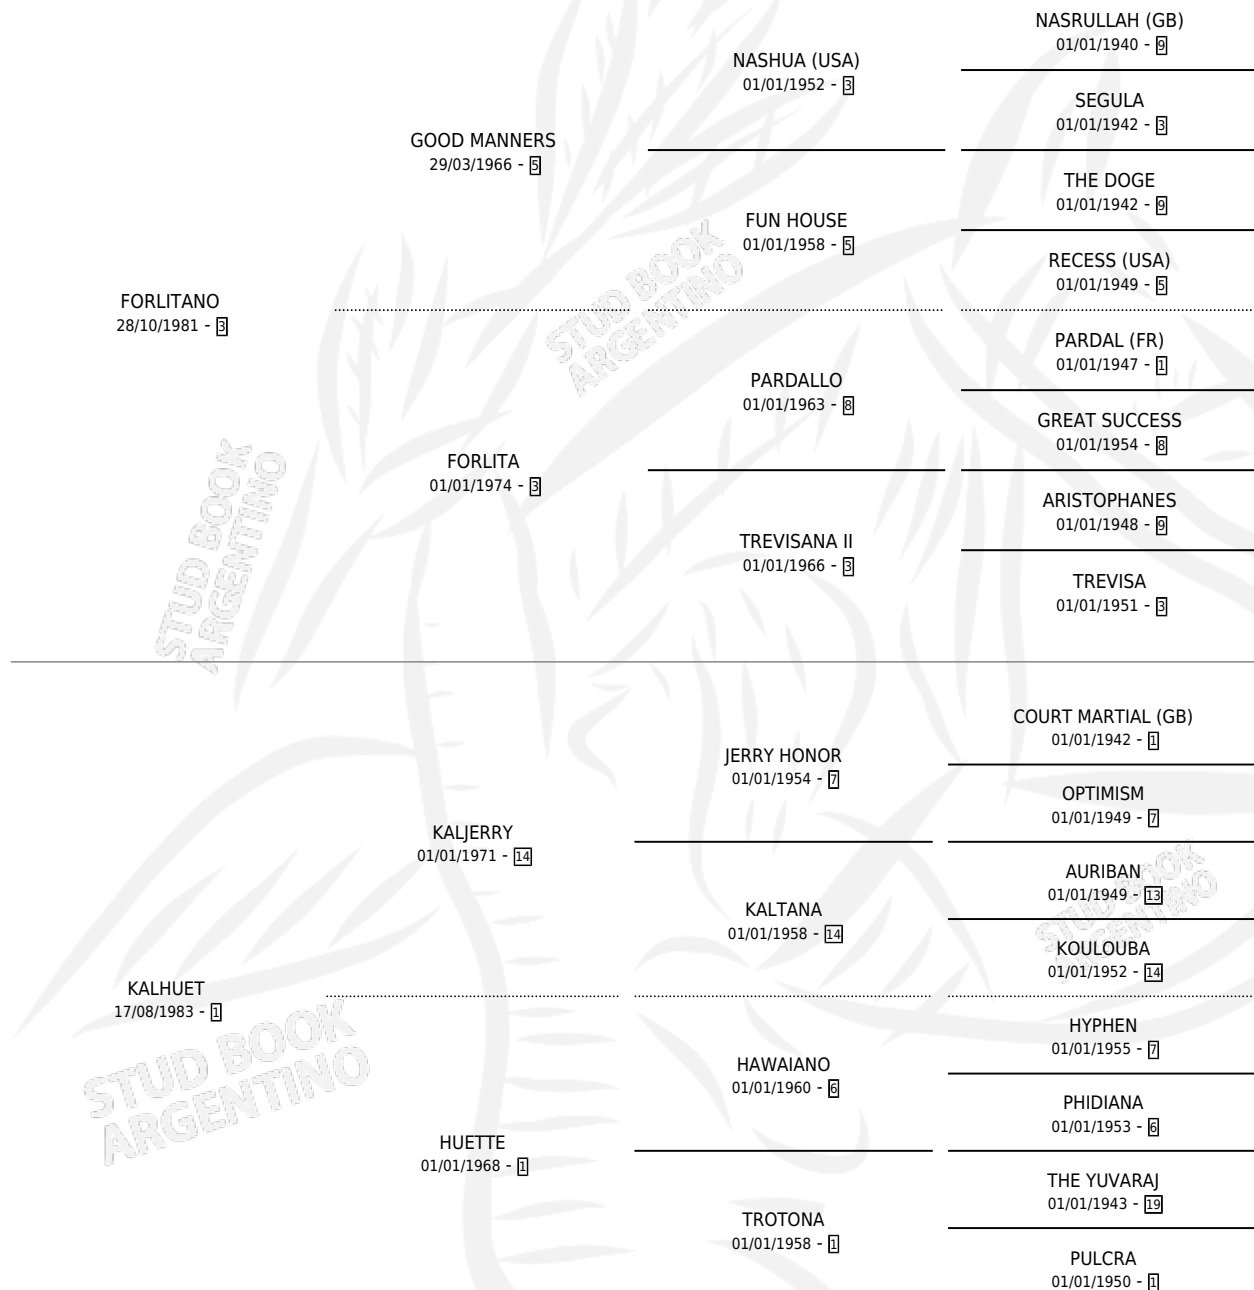 NASRULLAH (GB)
01/01/1940 - 9
NASHUA (USA)
01/01/1952 - 3
SEGULA
01/01/1942 - 3
GOOD MANNERS
29/03/1966 - 5
THE DOGE
01/01/1942 - 9
FUN HOUSE
01/01/1958 - 5
RECESS (USA)
01/01/1949 - 5
FORLITANO
28/10/1981 - 3
PARDAL (FR)
01/01/1947 - 1
PARDALLO
01/01/1963 - 8
GREAT SUCCESS
01/01/1954 - 8
FORLITA
01/01/1974 - 3
ARISTOPHANES
01/01/1948 - 9
TREVISANA II
01/01/1966 - 3
TREVISA
01/01/1951 - 3
STUD BOOK
ARGENTINO
STUD BOOK
ARGENTINO
COURT MARTIAL (GB)
01/01/1942 - 1
JERRY HONOR
01/01/1954 - 7
OPTIMISM
01/01/1949 - 7
KALJERRY
01/01/1971 - 14
AURIBAN
01/01/1949 - 13
KALTANA
01/01/1958 - 14
KOULOUBA
01/01/1952 - 14
KALHUET
17/08/1983 - 1
HYPHEN
01/01/1955 - 7
HAWAIANO
01/01/1960 - 6
PHIDIANA
01/01/1953 - 6
HUETTE
01/01/1968 - 1
THE YUVARAJ
01/01/1943 - 19
TROTONA
01/01/1958 - 1
PULCRA
01/01/1950 - 1
STUD BOOK
ARGENTINO
STUD BOOK
ARGENTINO